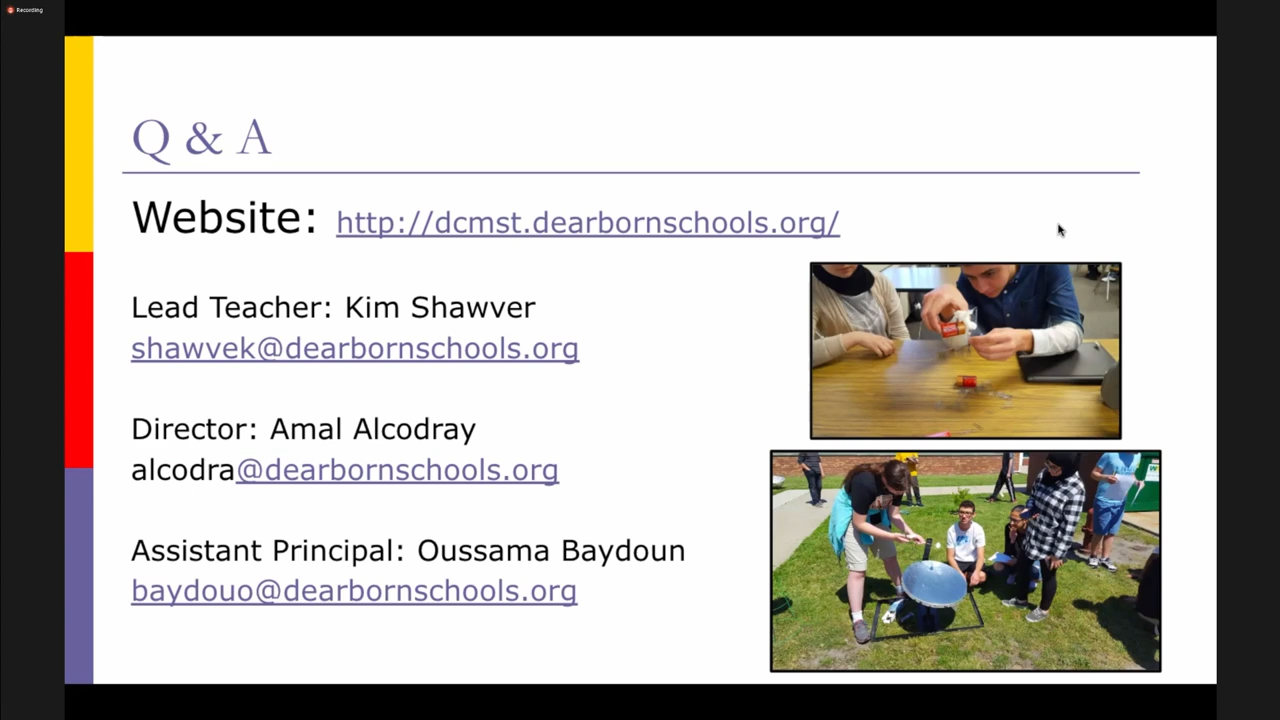 Recording
Q & A
Website: http://dcmst.dearbornschools.org/
Lead Teacher: Kim Shawver
shawvek@dearbornschools.org
Director: Amal Alcodray
alcodra@dearbornschools.org
Assistant Principal: Oussama Baydoun
baydouo@dearbornschools.org